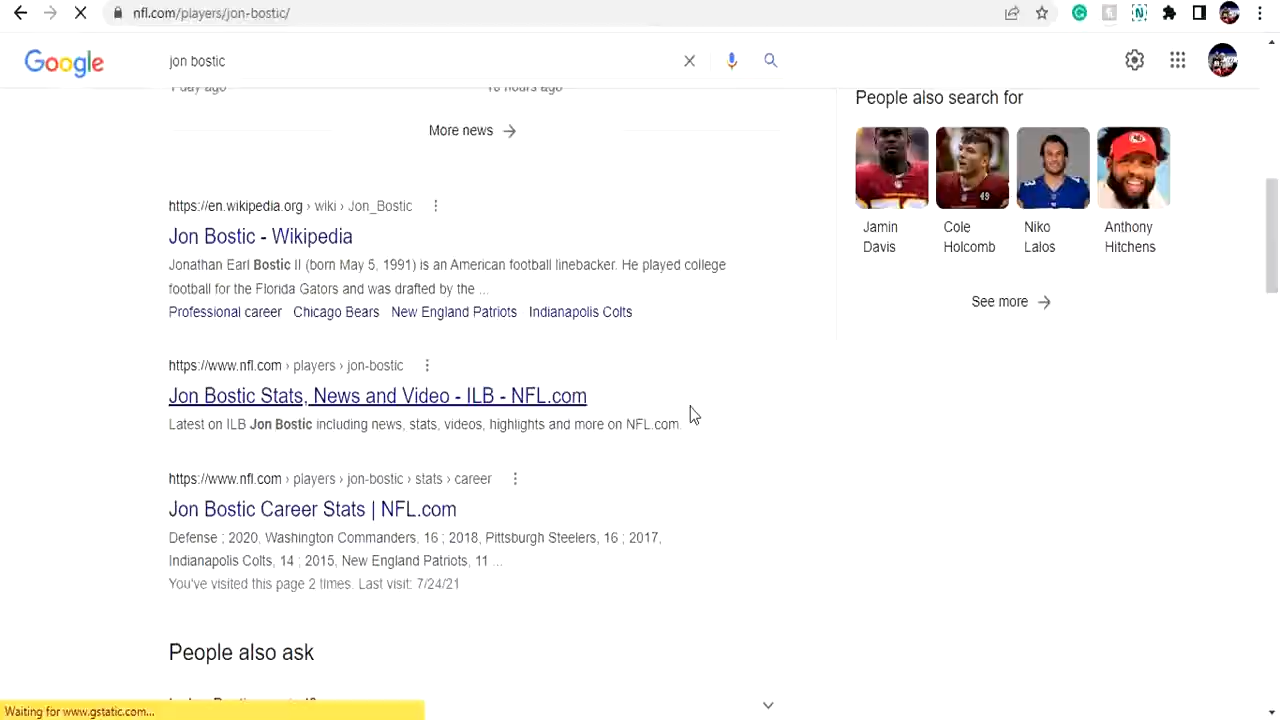 nfl.com/players/jon-bostic/
Google
jon bostic
1 day ago
18 hours ago
More news
https://en.wikipedia.org › wiki › Jon_Bostic
Jon Bostic - Wikipedia
Jonathan Earl Bostic II (born May 5, 1991) is an American football linebacker. He played college
football for the Florida Gators and was drafted by the ...
Professional career Chicago Bears New England Patriots Indianapolis Colts
https://www.nfl.com › players › jon-bostic
Jon Bostic Stats, News and Video - ILB - NFL.com
Latest on ILB Jon Bostic including news, stats, videos, highlights and more on NFL.com.
https://www.nfl.com › players › jon-bostic › stats › career
Jon Bostic Career Stats | NFL.com
Defense ; 2020, Washington Commanders, 16 ; 2018, Pittsburgh Steelers, 16 ; 2017,
Indianapolis Colts, 14 ; 2015, New England Patriots, 11 ...
You've visited this page 2 times. Last visit: 7/24/21
People also ask
People also search for
49
Jamin
Davis
Cole
Holcomb
Niko
Lalos
Anthony
Hitchens
See more
Waiting for www.gstatic.com...